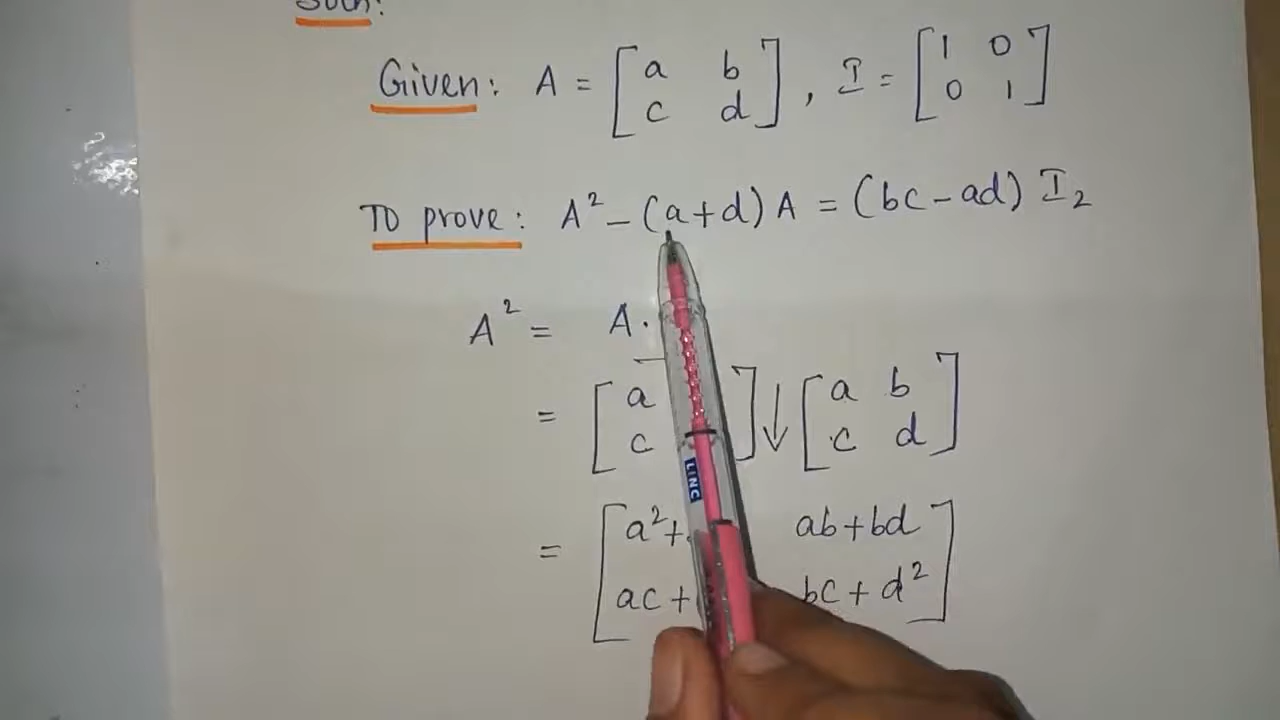 Soln:
Given: A = [a b
c d], I = [1 0
0 1]
To prove: A² - (a+d) A = (bc - ad) I₂
A² = A.
= [a
c ] ↓ [a b
c d]
= [a²+ ab+bd
ac+ bc+d²]
LINC